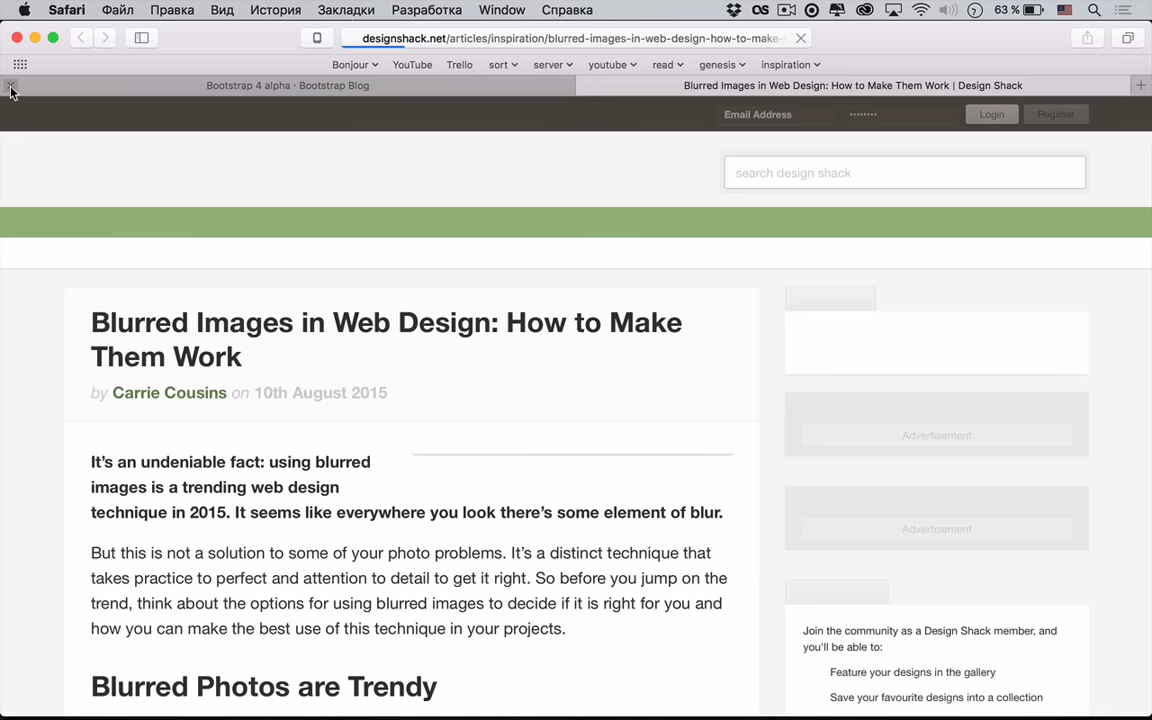 Safari Файл Правка Вид История Закладки Разработка Window Справка 63 %
designshack.net/articles/inspiration/blurred-images-in-web-design-how-to-make-
Bonjour YouTube Trello sort server youtube read genesis inspiration
Bootstrap 4 alpha · Bootstrap Blog Blurred Images in Web Design: How to Make Them Work | Design Shack
Email Address •••••••• Login Register
search design shack
Blurred Images in Web Design: How to Make
Them Work
by Carrie Cousins on 10th August 2015
It’s an undeniable fact: using blurred
images is a trending web design
technique in 2015. It seems like everywhere you look there’s some element of blur.
But this is not a solution to some of your photo problems. It’s a distinct technique that
takes practice to perfect and attention to detail to get it right. So before you jump on the
trend, think about the options for using blurred images to decide if it is right for you and
how you can make the best use of this technique in your projects.
Blurred Photos are Trendy
Advertisement
Advertisement
Join the community as a Design Shack member, and
you'll be able to:
Feature your designs in the gallery
Save your favourite designs into a collection